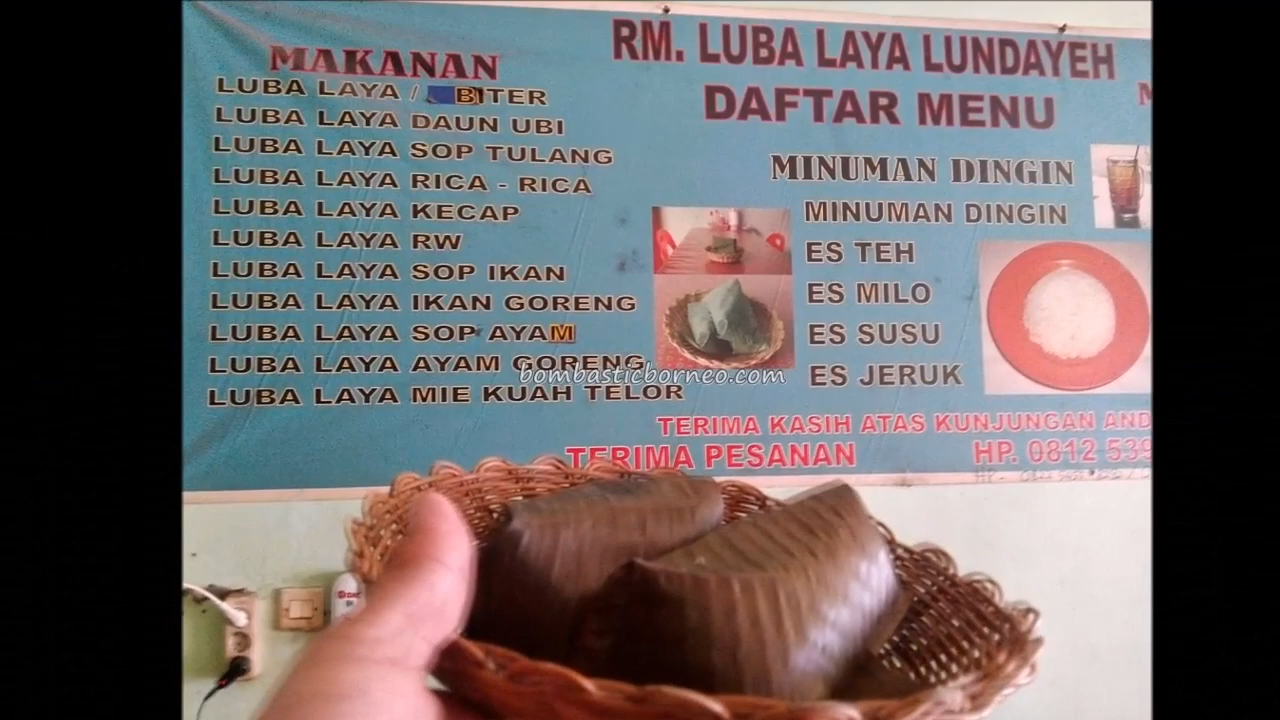 RM. LUBA LAYA LUNDAYEH
DAFTAR MENU
MAKANAN
LUBA LAYA / BITER
LUBA LAYA DAUN UBI
LUBA LAYA SOP TULANG
LUBA LAYA RICA - RICA
LUBA LAYA KECAP
LUBA LAYA RW
LUBA LAYA SOP IKAN
LUBA LAYA IKAN GORENG
LUBA LAYA SOP AYAM
LUBA LAYA AYAM GORENG
LUBA LAYA MIE KUAH TELOR
MINUMAN DINGIN
MINUMAN DINGIN
ES TEH
ES MILO
ES SUSU
ES JERUK
bombasticborneo.com
TERIMA KASIH ATAS KUNJUNGAN AND
TERIMA PESANAN HP. 0812 539